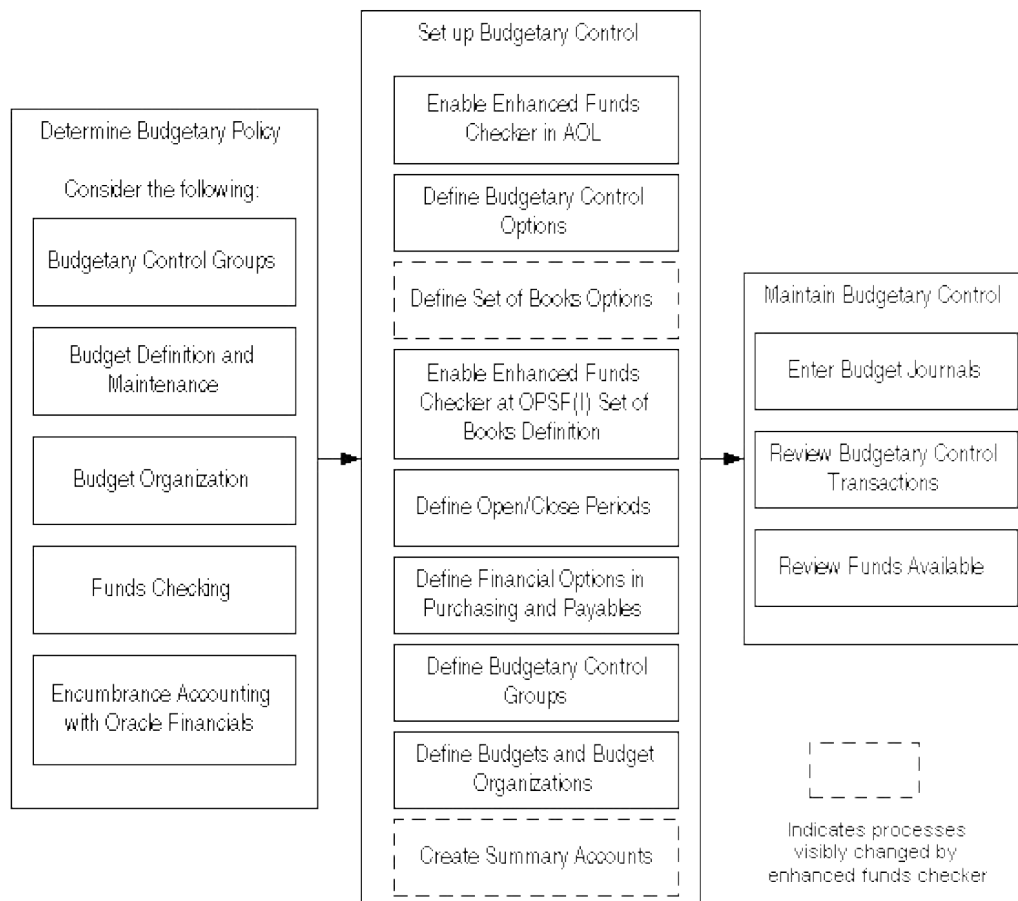 Determine Budgetary Policy
Consider the following:
Budgetary Control Groups
Budget Definition and
Maintenance
Budget Organization
Funds Checking
Encumbrance Accounting
with Oracle Financials
Set up Budgetary Control
Enable Enhanced Funds
Checker in AOL
Define Budgetary Control
Options
Define Set of Books Options
Enable Enhanced Funds
Checker at OPSF(I) Set of
Books Definition
Define Open/Close Periods
Define Financial Options in
Purchasing and Payables
Define Budgetary Control
Groups
Define Budgets and Budget
Organizations
Create Summary Accounts
Maintain Budgetary Control
Enter Budget Journals
Review Budgetary Control
Transactions
Review Funds Available
Indicates processes
visibly changed by
enhanced funds checker